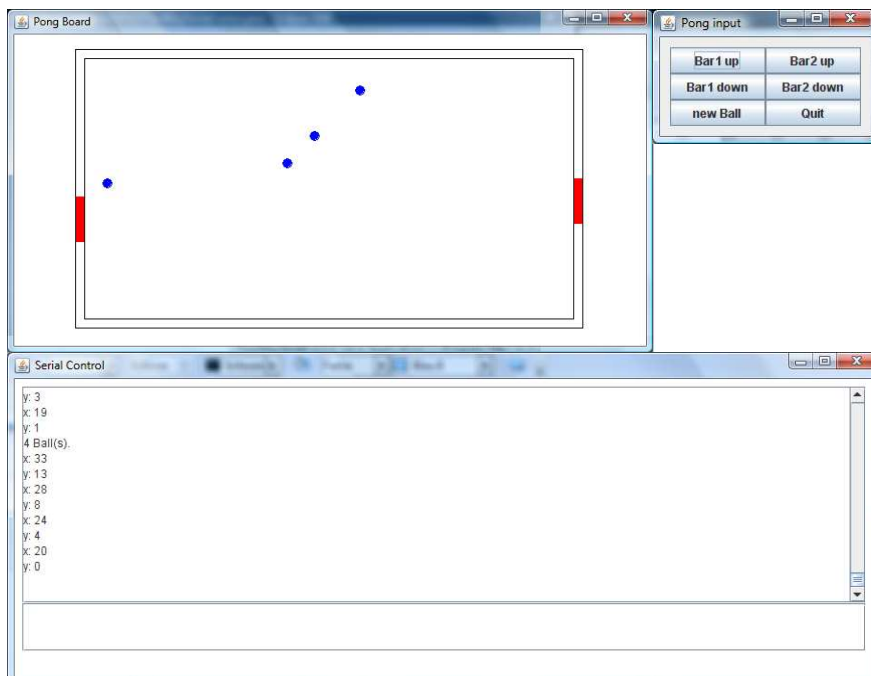 Pong Board
Pong input
Bar1 up
Bar2 up
Bar1 down
Bar2 down
new Ball
Quit
Serial Control
y: 3
x: 19
y: 1
4 Ball(s).
x: 33
y: 13
x: 28
y: 8
x: 24
y: 4
x: 20
y: 0